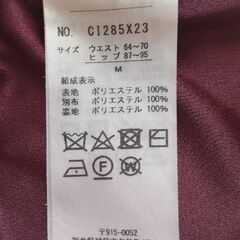 NO. CI285X23
サイズ ウエスト 64～70
ヒップ 87～95
M
組成表示
表地 ポリエステル 100%
別布 ポリエステル 100%
裏地 ポリエステル 100%
〒915-0052